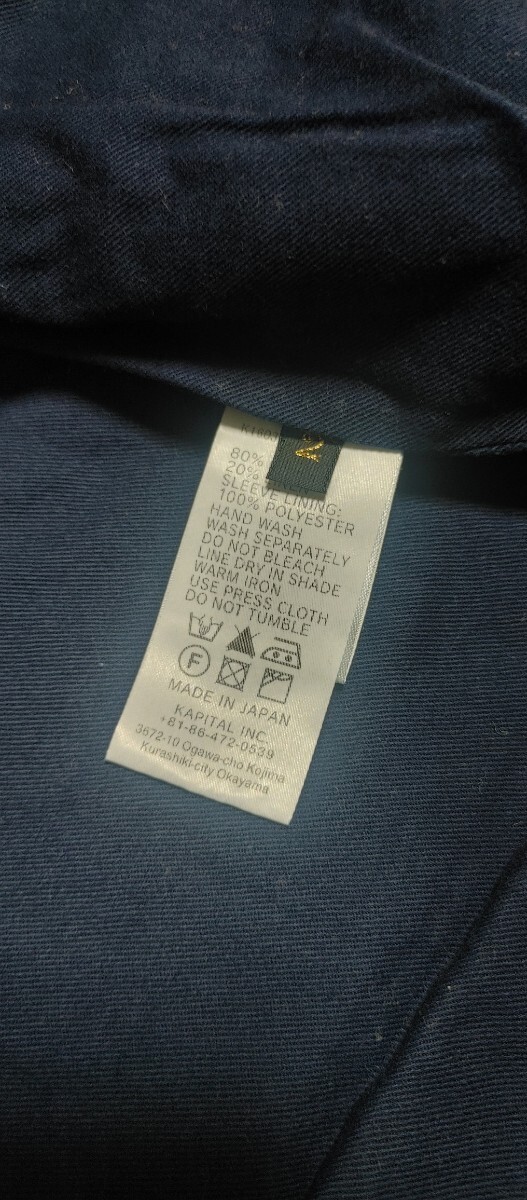 2
80%
20%
SLEEVE LINING:
100% POLYESTER
HAND WASH
WASH SEPARATELY
DO NOT BLEACH
LINE DRY IN SHADE
WARM IRON
USE PRESS CLOTH
DO NOT TUMBLE
F
MADE IN JAPAN
KAPITAL INC.
+81-86-472-0539
3672-10 Ogawa-cho Kojima
Kurashiki-city Okayama